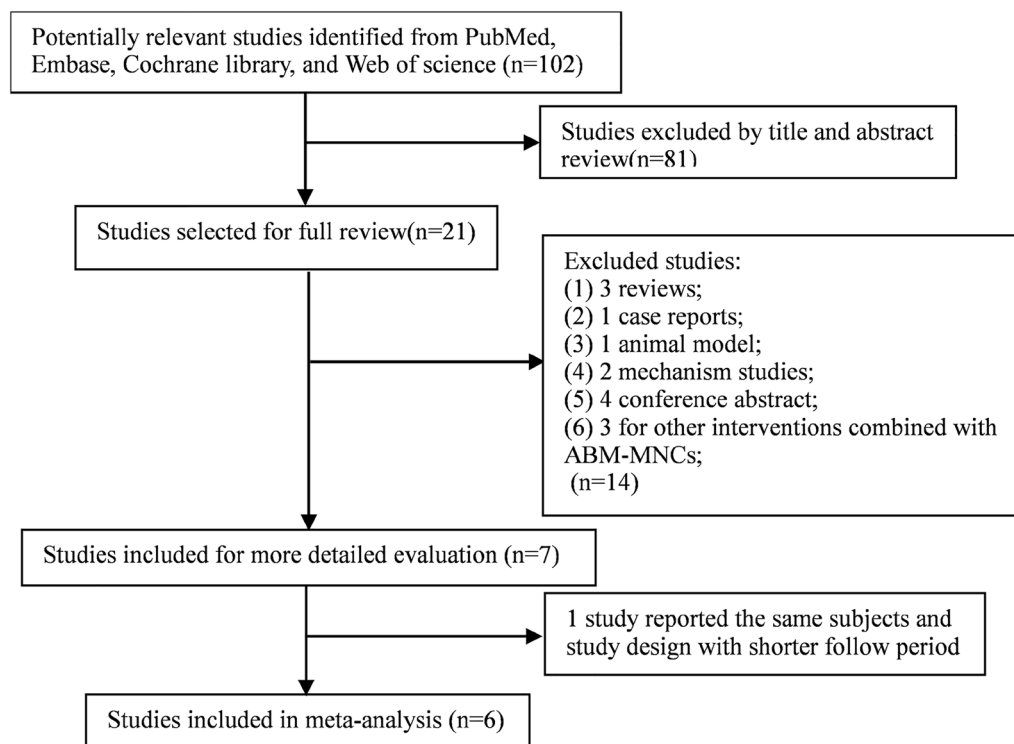 Potentially relevant studies identified from PubMed,
Embase, Cochrane library, and Web of science (n=102)
Studies excluded by title and abstract
review(n=81)
Studies selected for full review(n=21)
Excluded studies:
(1) 3 reviews;
(2) 1 case reports;
(3) 1 animal model;
(4) 2 mechanism studies;
(5) 4 conference abstract;
(6) 3 for other interventions combined with
ABM-MNCs;
(n=14)
Studies included for more detailed evaluation (n=7)
1 study reported the same subjects and
study design with shorter follow period
Studies included in meta-analysis (n=6)